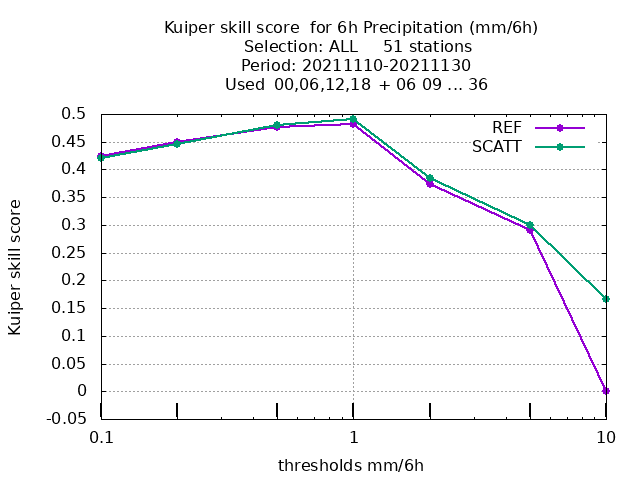 Kuiper skill score  for 6h Precipitation (mm/6h)
Selection: ALL     51 stations
Period: 20211110-20211130
Used  00,06,12,18  + 06 09 ... 36
REF
SCATT
0.5
0.45
0.4
0.35
0.3
0.25
0.2
0.15
0.1
0.05
0
-0.05
Kuiper skill score
0.1
1
10
thresholds mm/6h